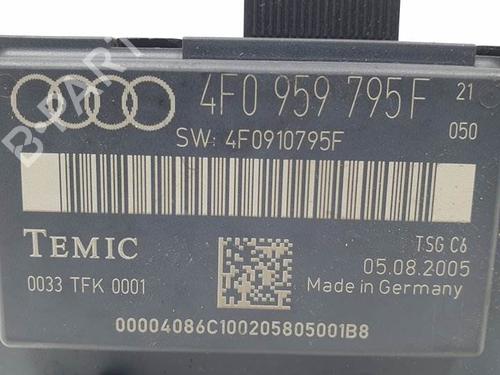 4F0 959 795 F 21
SW: 4F0910795F 050
TEMIC TSG C6
05.08.2005
0033 TFK 0001 Made in Germany
00004086C100205805001B8
B-PARTS